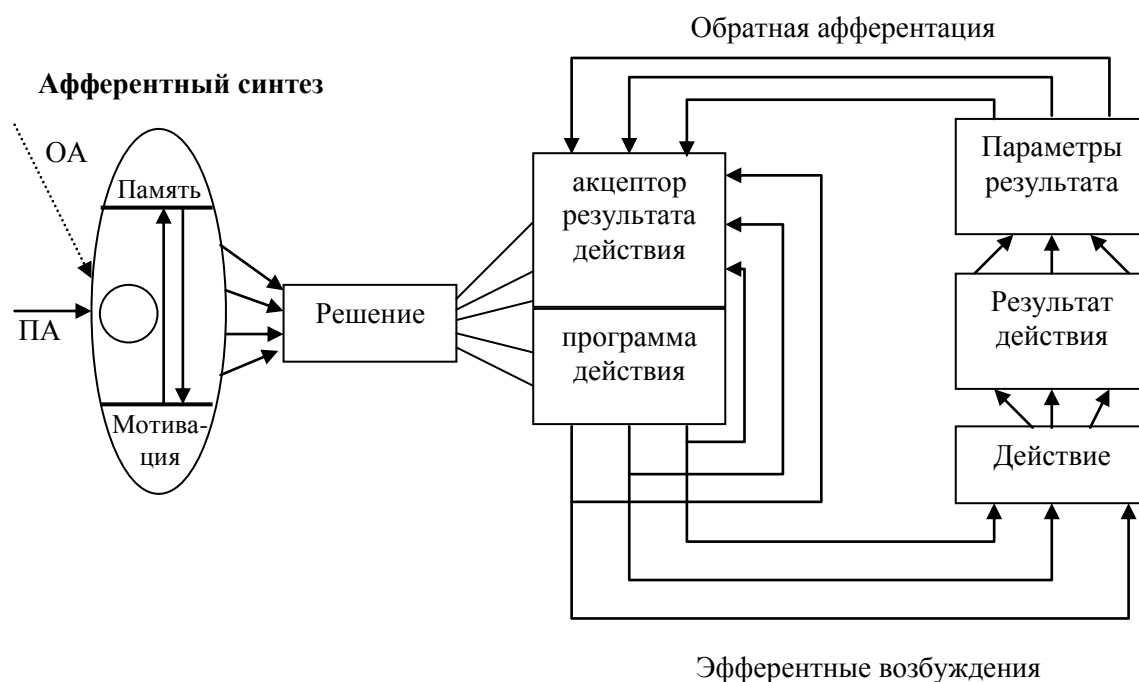 Обратная афферентация
Афферентный синтез
ОА
Память
ПА
Мотива-
ция
Решение
акцептор
результата
действия
программа
действия
Параметры
результата
Результат
действия
Действие
Эфферентные возбуждения